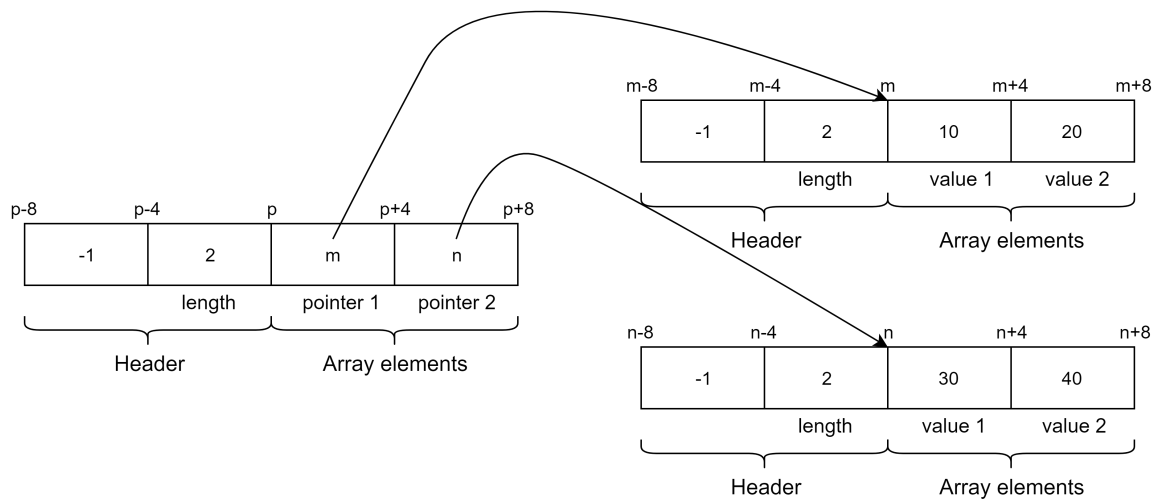 m-8 m-4 m m+4 m+8
-1 2 10 20
length value 1 value 2
Header Array elements
p-8 p-4 p p+4 p+8
-1 2 m n
length pointer 1 pointer 2
Header Array elements
n-8 n-4 n n+4 n+8
-1 2 30 40
length value 1 value 2
Header Array elements